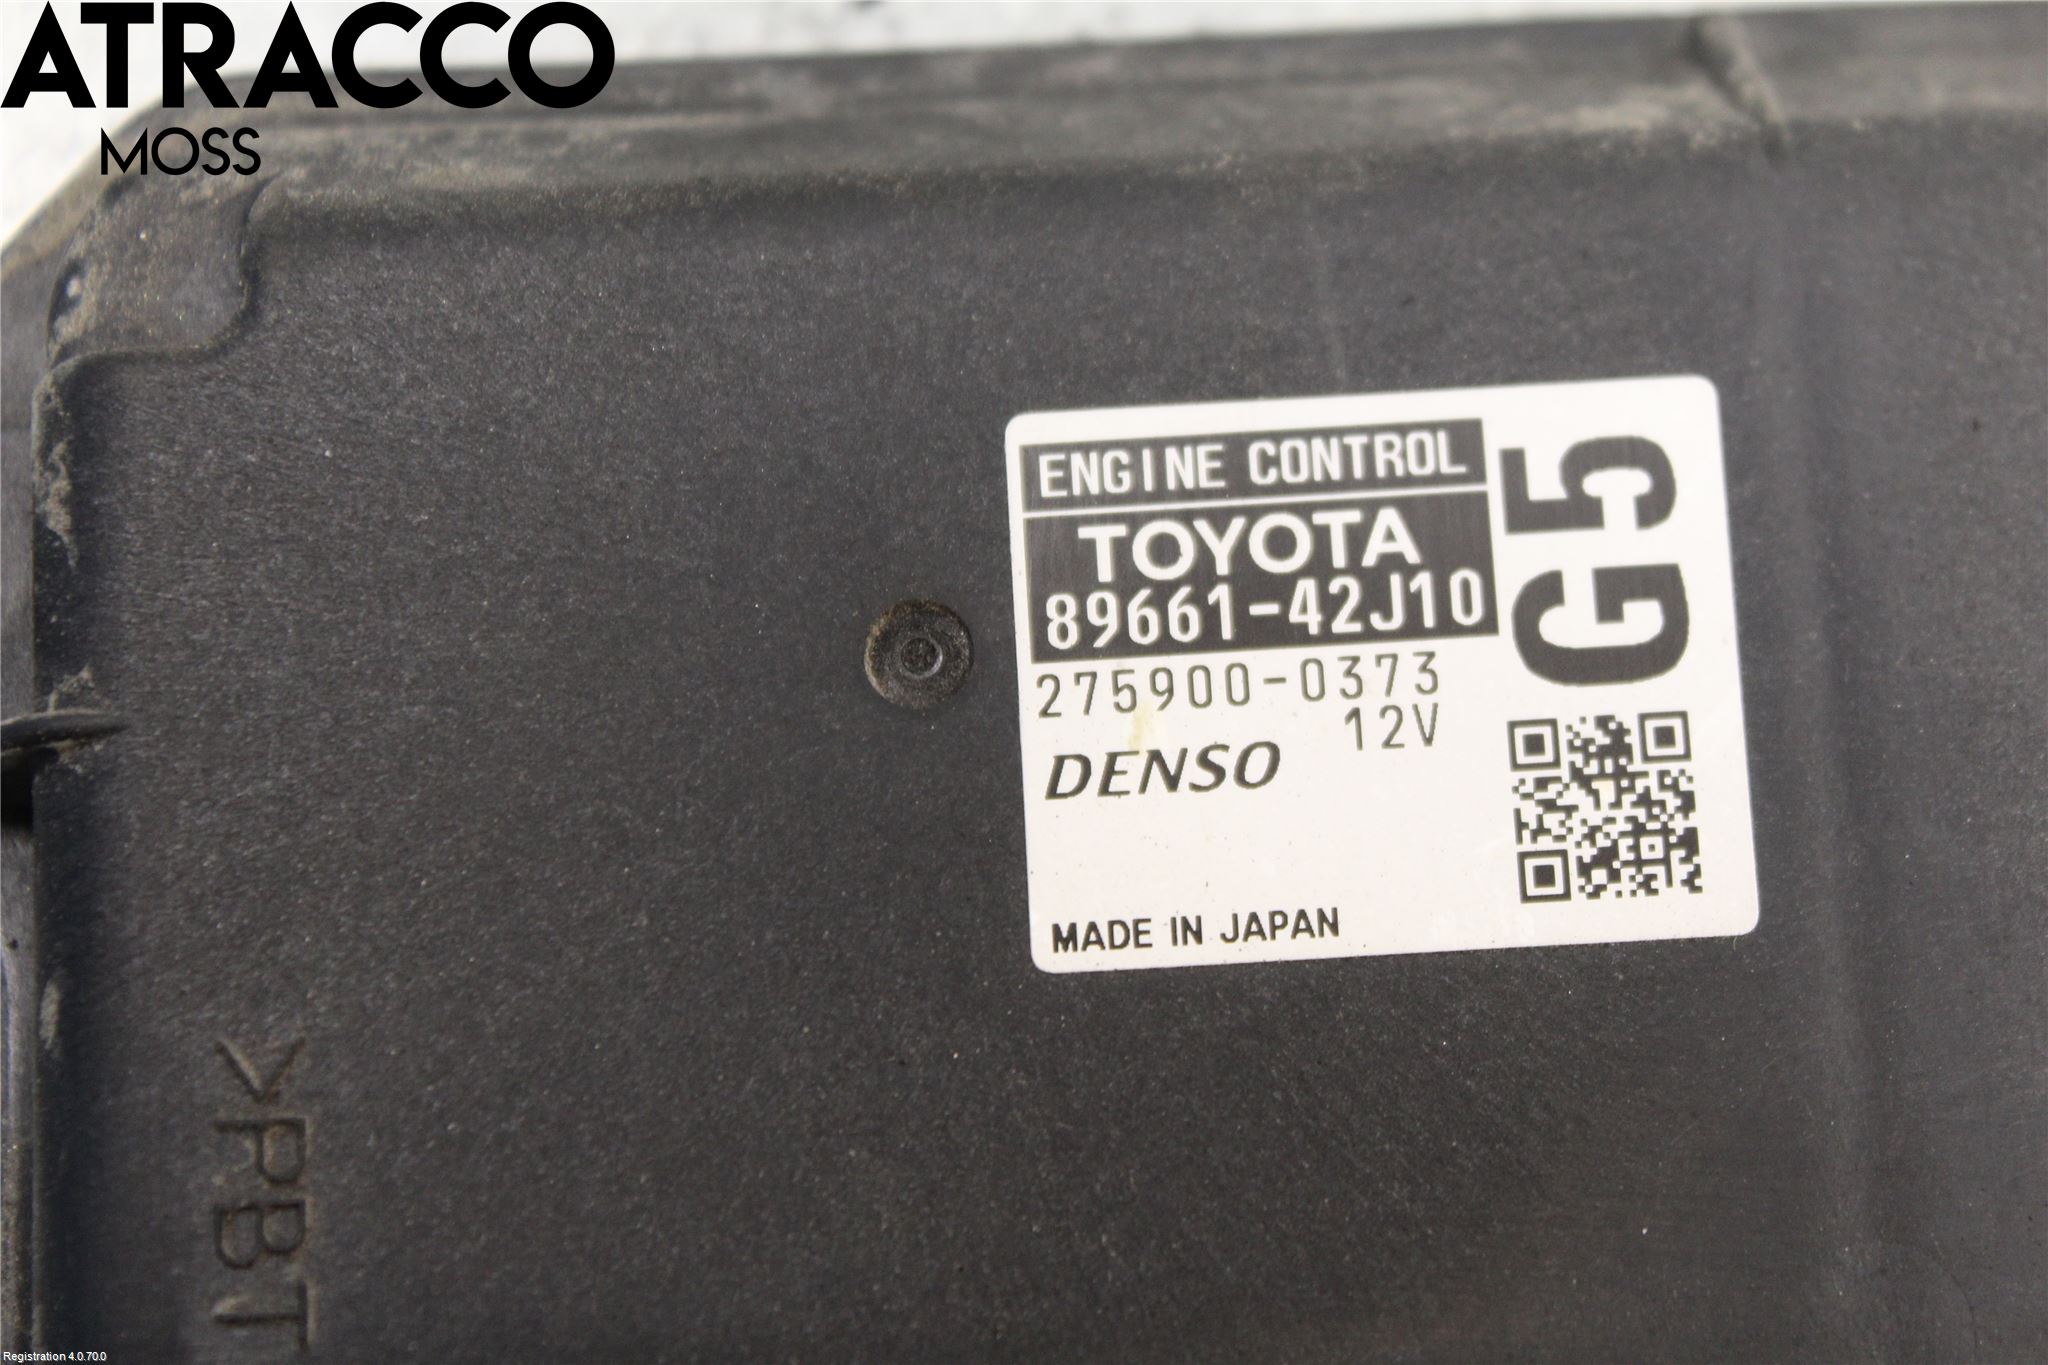 ATRACCO
MOSS
ENGINE CONTROL
TOYOTA
89661-42J10
275900-0373
12V
DENSO
MADE IN JAPAN
G5
>PBT
Registration 4.0.70.0